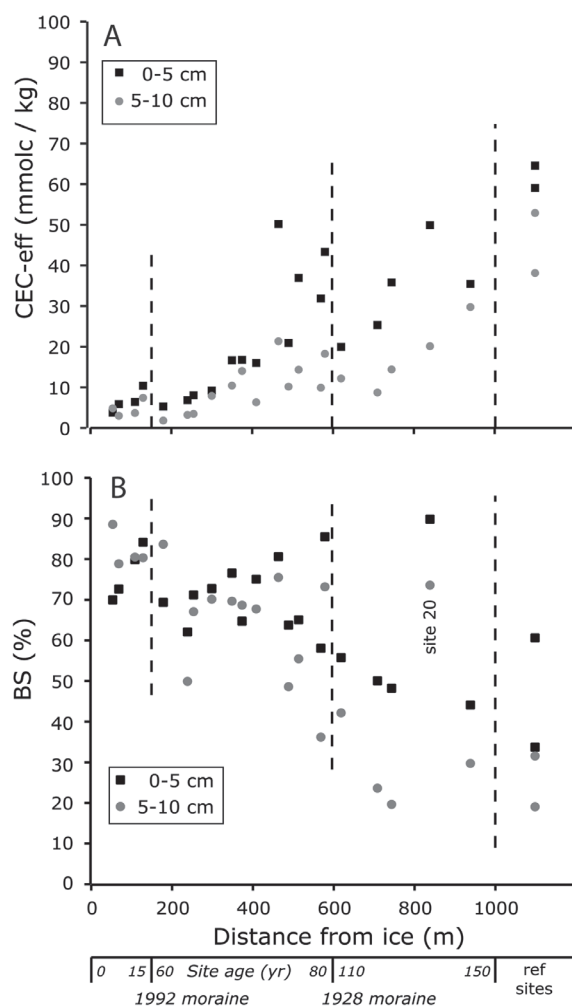 A
0-5 cm
5-10 cm
CEC-eff (mmolc / kg)
100
90
80
70
60
50
40
30
20
10
0
B
BS (%)
100
90
80
70
60
50
40
30
20
10
0
site 20
0-5 cm
5-10 cm
0 200 400 600 800 1000
Distance from ice (m)
0 15 60 Site age (yr) 80 110 150 ref
sites
1992 moraine 1928 moraine